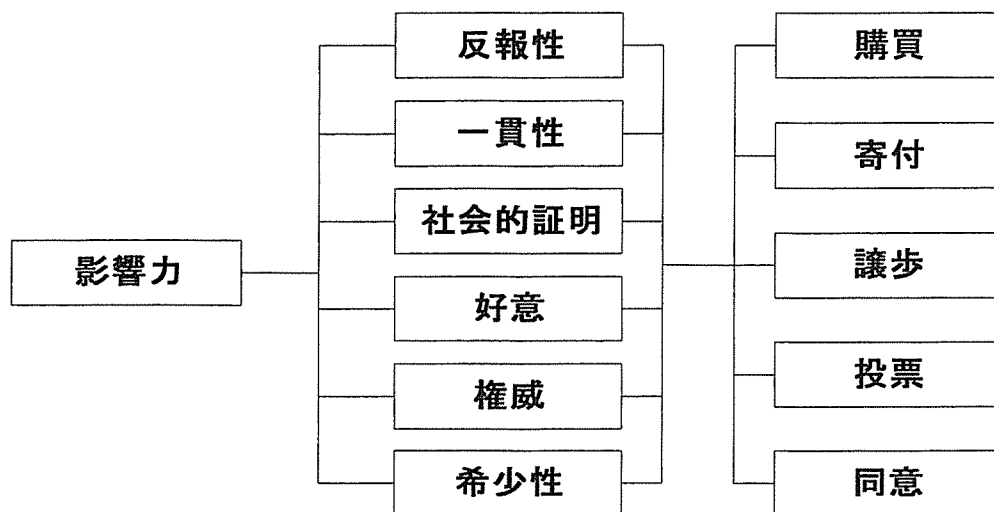 影響力
反報性
一貫性
社会的証明
好意
権威
希少性
購買
寄付
譲歩
投票
同意